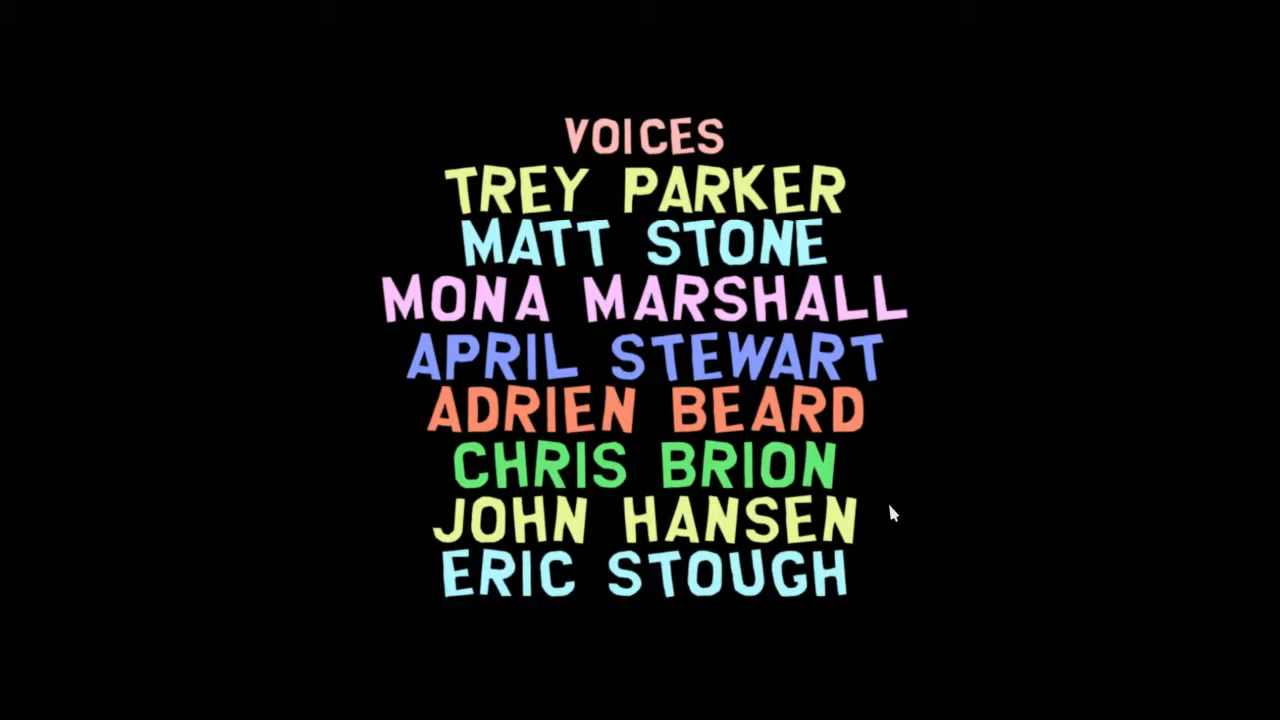 VOICES
TREY PARKER
MATT STONE
MONA MARSHALL
APRIL STEWART
ADRIEN BEARD
CHRIS BRION
JOHN HANSEN
ERIC STOUGH